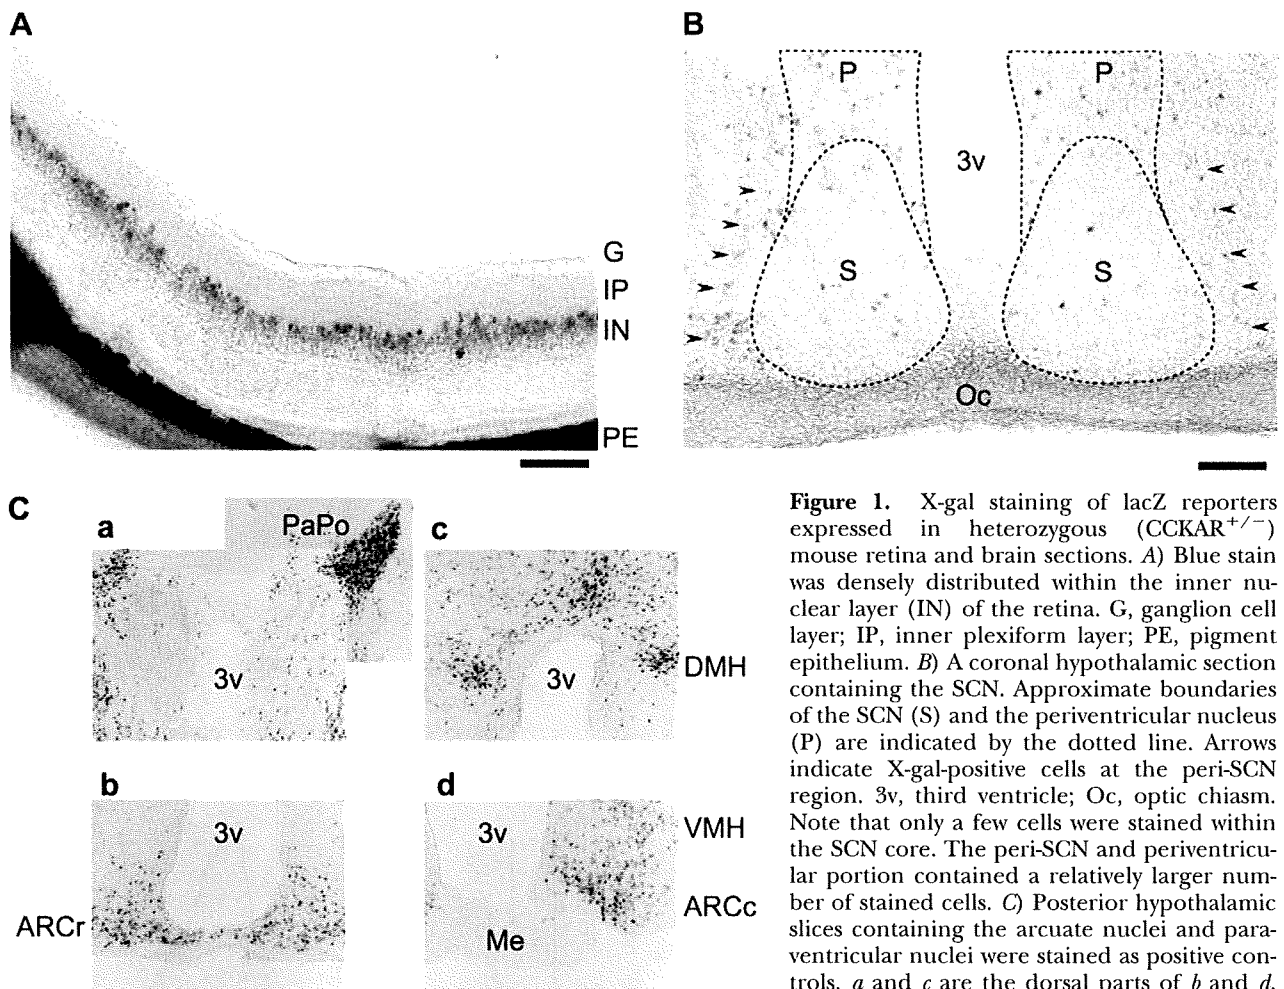 A
G
IP
IN
PE
B
P
P
3v
S
S
Oc
C
a
PaPo
3v
c
3v
DMH
b
3v
ARCr
d
3v
VMH
ARCc
Me
Figure 1. X-gal staining of lacZ reporters
expressed in heterozygous (CCKAR+/−)
mouse retina and brain sections. A) Blue stain
was densely distributed within the inner nu-
clear layer (IN) of the retina. G, ganglion cell
layer; IP, inner plexiform layer; PE, pigment
epithelium. B) A coronal hypothalamic section
containing the SCN. Approximate boundaries
of the SCN (S) and the periventricular nucleus
(P) are indicated by the dotted line. Arrows
indicate X-gal-positive cells at the peri-SCN
region. 3v, third ventricle; Oc, optic chiasm.
Note that only a few cells were stained within
the SCN core. The peri-SCN and periventricu-
lar portion contained a relatively larger num-
ber of stained cells. C) Posterior hypothalamic
slices containing the arcuate nuclei and para-
ventricular nuclei were stained as positive con-
trols. a and c are the dorsal parts of b and d,